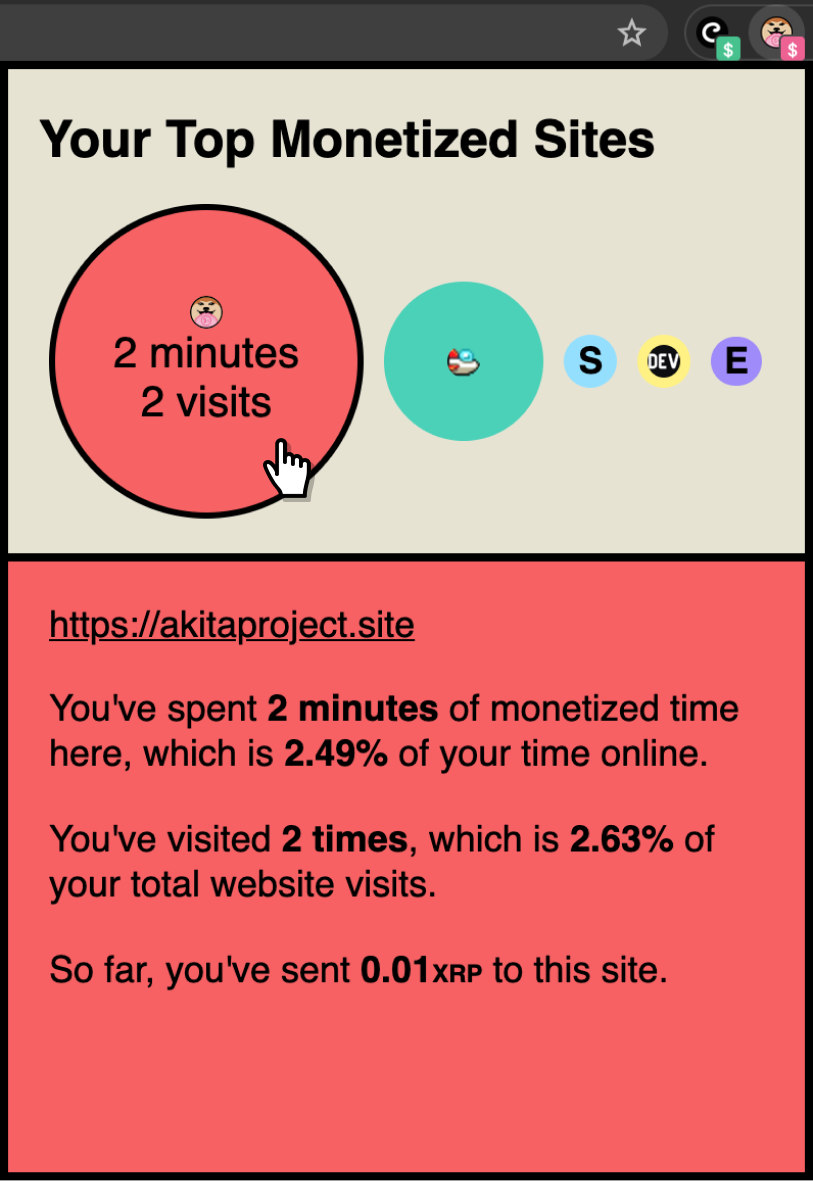 $ $
Your Top Monetized Sites
2 minutes
2 visits
S DEV E
https://akitaproject.site
You've spent 2 minutes of monetized time
here, which is 2.49% of your time online.
You've visited 2 times, which is 2.63% of
your total website visits.
So far, you've sent 0.01XRP to this site.